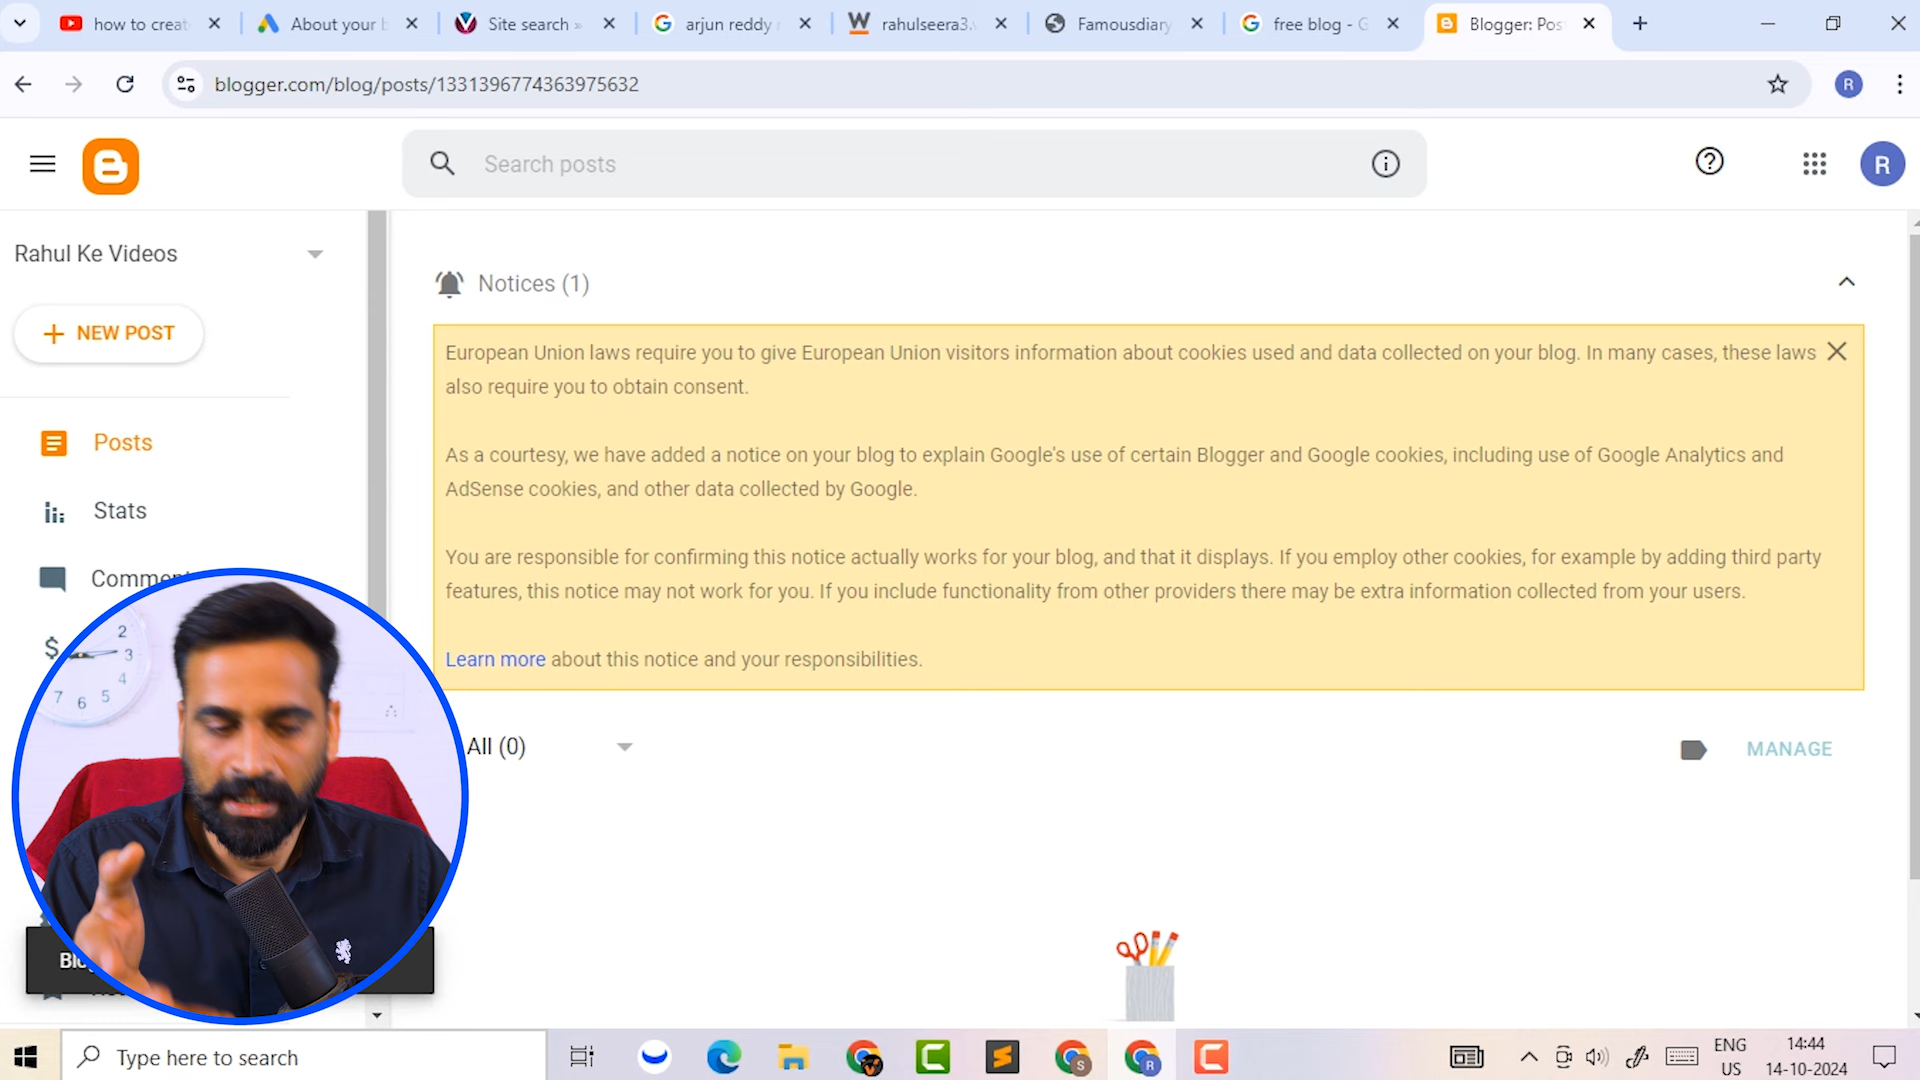 how to creat
About your b
Site search »
arjun reddy
rahulseera3.
Famousdiary
free blog - G
Blogger: Pos
blogger.com/blog/posts/1331396774363975632
R
Search posts
R
Rahul Ke Videos
NEW POST
Notices (1)
European Union laws require you to give European Union visitors information about cookies used and data collected on your blog. In many cases, these laws
also require you to obtain consent.
As a courtesy, we have added a notice on your blog to explain Google's use of certain Blogger and Google cookies, including use of Google Analytics and
AdSense cookies, and other data collected by Google.
You are responsible for confirming this notice actually works for your blog, and that it displays. If you employ other cookies, for example by adding third party
features, this notice may not work for you. If you include functionality from other providers there may be extra information collected from your users.
Learn more about this notice and your responsibilities.
Posts
Stats
Comment
$
2
3
4
5
6
7
All (0)
MANAGE
Type here to search
S
R
ENG
US
14:44
14-10-2024